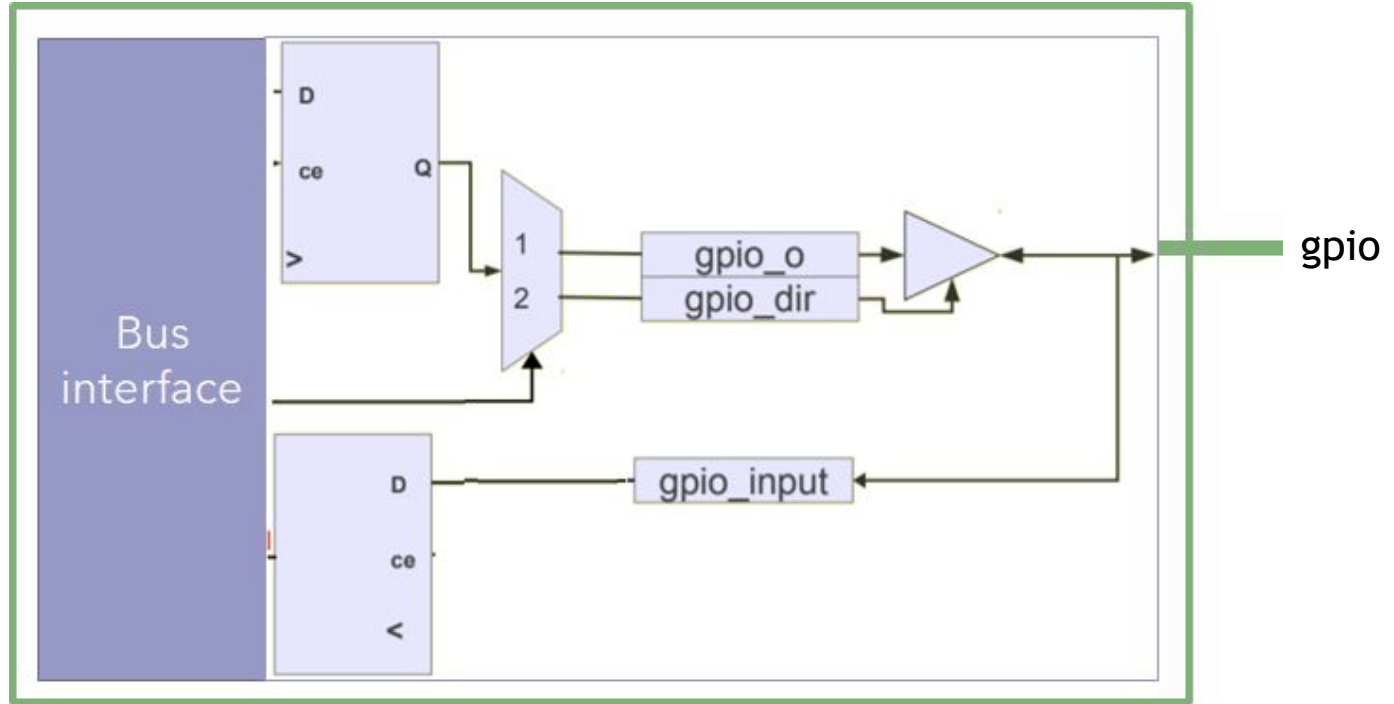 Bus
interface
D
ce
Q
>
1
2
gpio_o
gpio_dir
gpio
D
gpio_input
ce
<